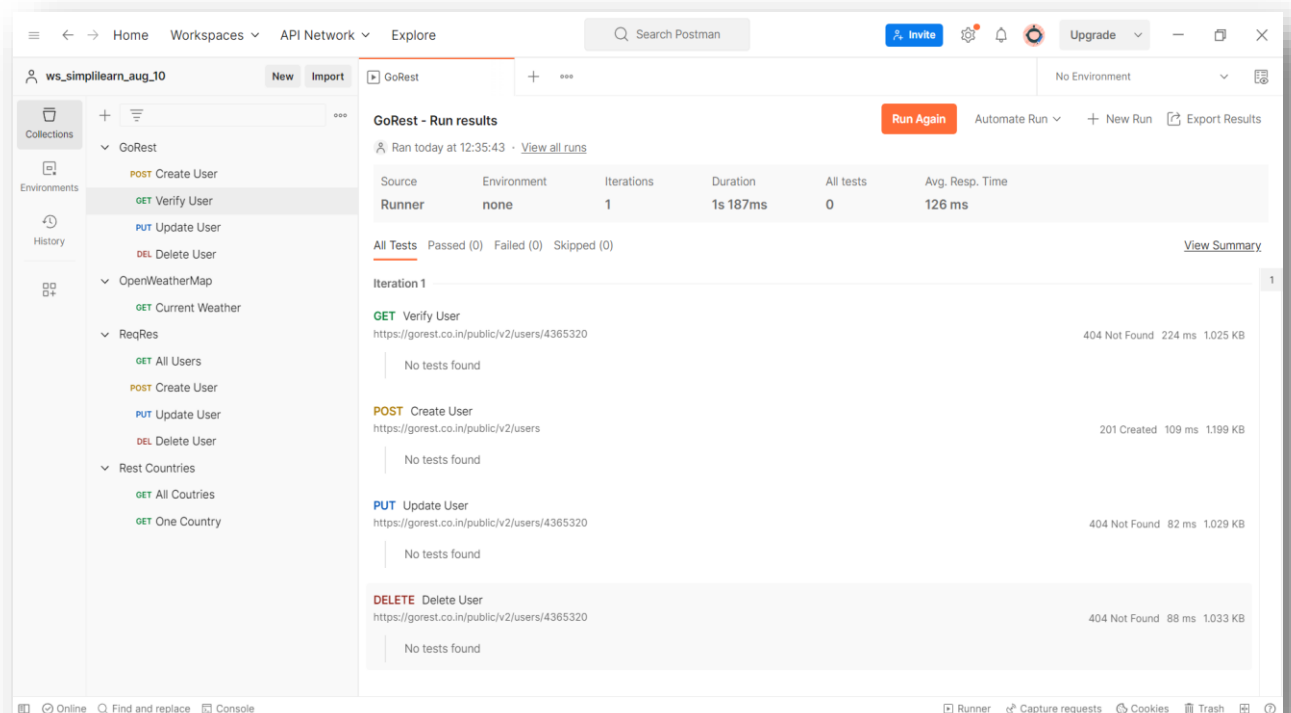 Home Workspaces API Network Explore Search Postman Invite Upgrade
ws_simplilearn_aug_10 New Import GoRest No Environment
Collections
Environments
History
GoRest
POST Create User
GET Verify User
PUT Update User
DEL Delete User
OpenWeatherMap
GET Current Weather
ReqRes
GET All Users
POST Create User
PUT Update User
DEL Delete User
Rest Countries
GET All Coutries
GET One Country
GoRest - Run results Run Again Automate Run New Run Export Results
Ran today at 12:35:43 · View all runs
Source Environment Iterations Duration All tests Avg. Resp. Time
Runner none 1 1s 187ms 0 126 ms
All Tests Passed (0) Failed (0) Skipped (0) View Summary
Iteration 1 1
GET Verify User
https://gorest.co.in/public/v2/users/4365320 404 Not Found 224 ms 1.025 KB
No tests found
POST Create User
https://gorest.co.in/public/v2/users 201 Created 109 ms 1.199 KB
No tests found
PUT Update User
https://gorest.co.in/public/v2/users/4365320 404 Not Found 82 ms 1.029 KB
No tests found
DELETE Delete User
https://gorest.co.in/public/v2/users/4365320 404 Not Found 88 ms 1.033 KB
No tests found
Online Find and replace Console Runner Capture requests Cookies Trash